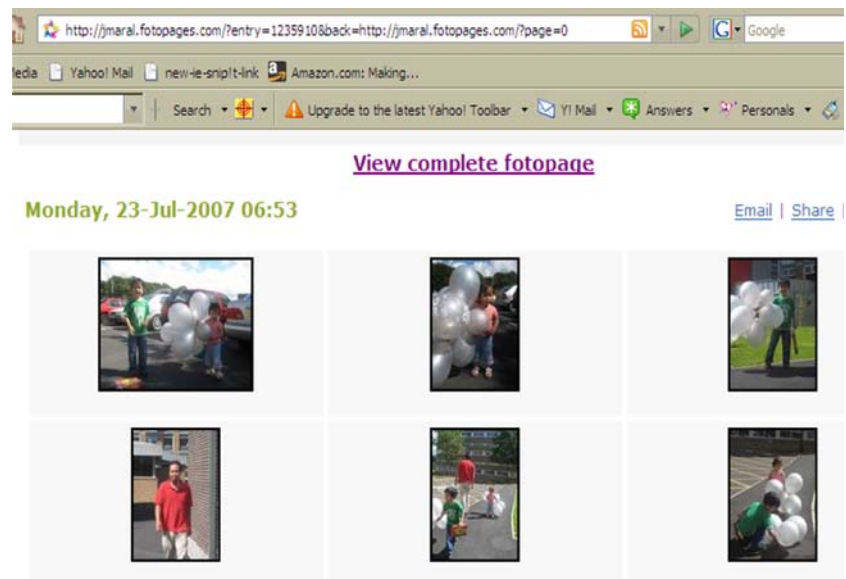 http://jmaral.fotopages.com/?entry=1235910&back=http://jmaral.fotopages.com/?page=0
G Google
Media Yahoo! Mail new-ie-snip!t-link Amazon.com: Making...
Search Upgrade to the latest Yahoo! Toolbar Y! Mail Answers Personals
View complete fotopage
Monday, 23-Jul-2007 06:53
Email | Share |